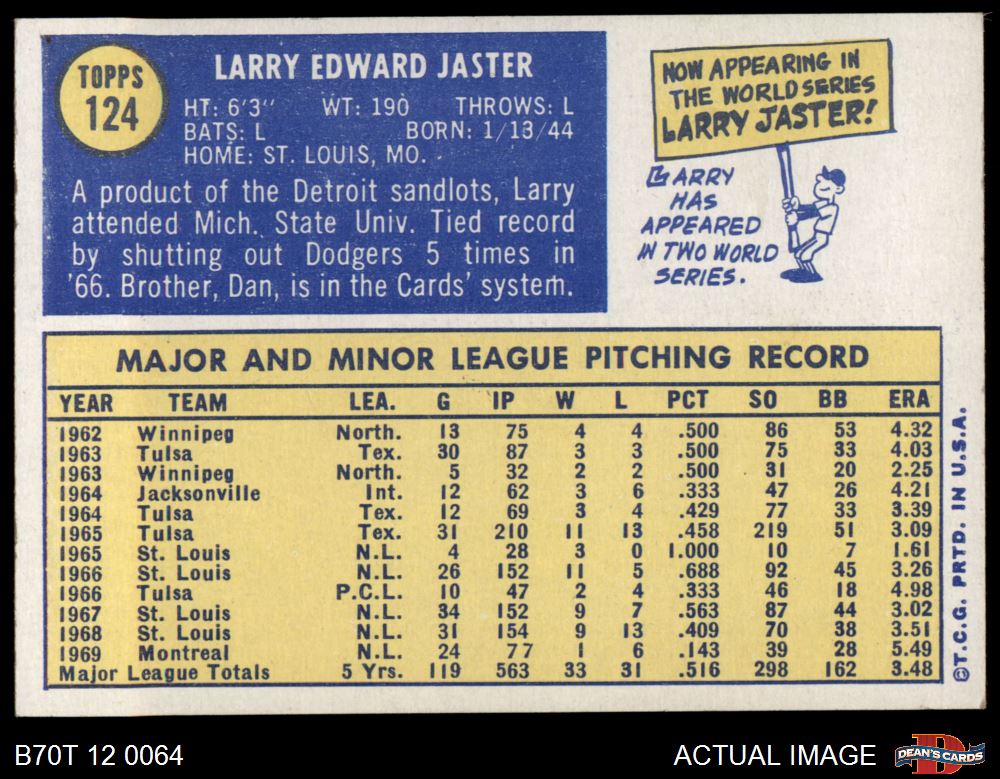 TOPPS
124
LARRY EDWARD JASTER
HT: 6'3" WT: 190 THROWS: L
BATS: L BORN: 1/13/44
HOME: ST. LOUIS, MO.
A product of the Detroit sandlots, Larry
attended Mich. State Univ. Tied record
by shutting out Dodgers 5 times in
'66. Brother, Dan, is in the Cards' system.
NOW APPEARING IN
THE WORLD SERIES
LARRY JASTER!
LARRY
HAS
APPEARED
IN TWO WORLD
SERIES.
MAJOR AND MINOR LEAGUE PITCHING RECORD
YEAR TEAM LEA. G IP W L PCT SO BB ERA
1962 Winnipeg North. 13 75 4 4 .500 86 53 4.32
1963 Tulsa Tex. 30 87 3 3 .500 75 33 4.03
1963 Winnipeg North. 5 32 2 2 .500 31 20 2.25
1964 Jacksonville Int. 12 62 3 6 .333 47 26 4.21
1964 Tulsa Tex. 12 69 3 4 .429 77 33 3.39
1965 Tulsa Tex. 31 210 11 13 .458 219 51 3.09
1965 St. Louis N.L. 4 28 3 0 1.000 10 7 1.61
1966 St. Louis N.L. 26 152 11 5 .688 92 45 3.26
1966 Tulsa P.C.L. 10 47 2 4 .333 46 18 4.98
1967 St. Louis N.L. 34 152 9 7 .563 87 44 3.02
1968 St. Louis N.L. 31 154 9 13 .409 70 38 3.51
1969 Montreal N.L. 24 77 1 6 .143 39 28 5.49
Major League Totals 5 Yrs. 119 563 33 31 .516 298 162 3.48
©T.C.G. PRTD. IN U.S.A.
B70T 12 0064
ACTUAL IMAGE
DEAN'S CARDS